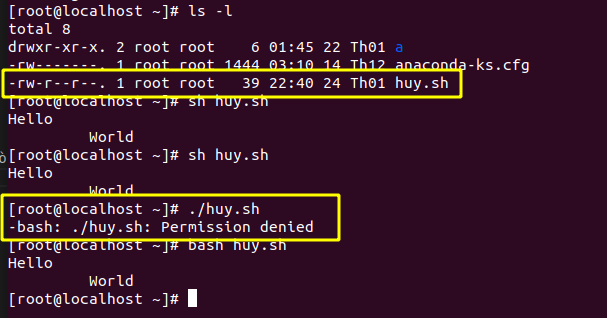 [root@localhost ~]# ls -l
total 8
drwxr-xr-x. 2 root root    6 01:45 22 Th01 a
-rw-------. 1 root root 1444 03:10 14 Th12 anaconda-ks.cfg
-rw-r--r--. 1 root root   39 22:40 24 Th01 huy.sh
[root@localhost ~]# sh huy.sh
Hello
         World
[root@localhost ~]# sh huy.sh
Hello
         World
[root@localhost ~]# ./huy.sh
-bash: ./huy.sh: Permission denied
[root@localhost ~]# bash huy.sh
Hello
         World
[root@localhost ~]#